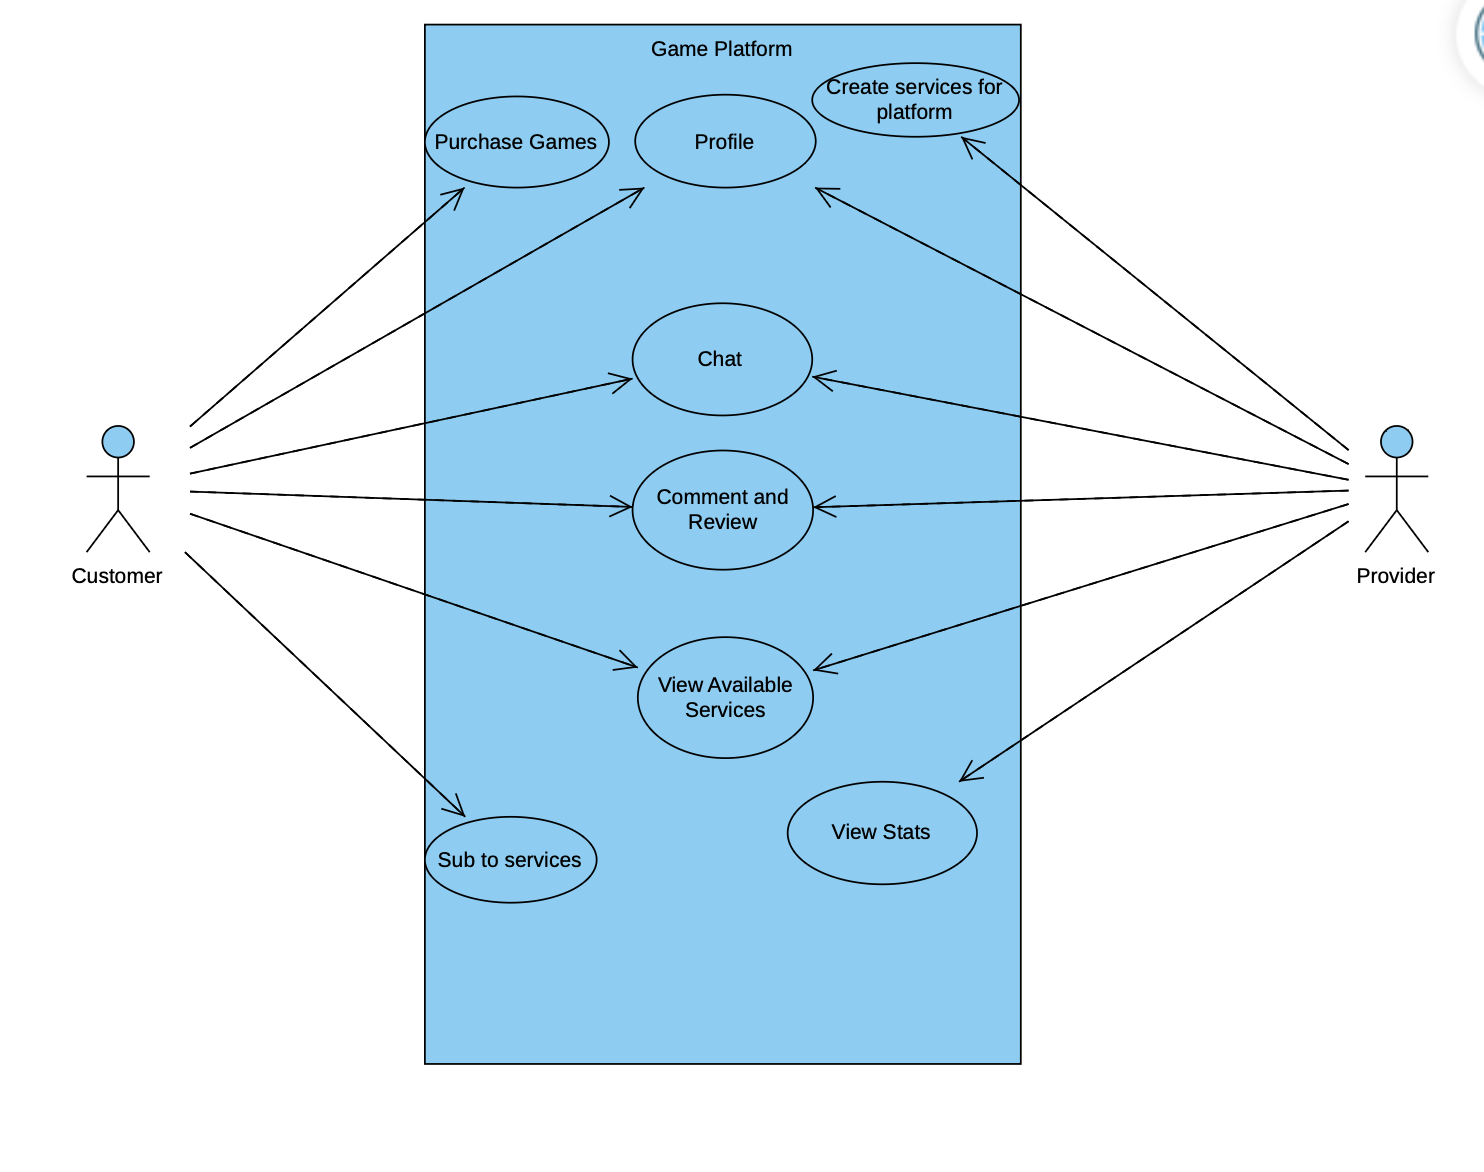 Game Platform
Create services for
platform
Purchase Games
Profile
Chat
Comment and
Review
Customer
Provider
View Available
Services
View Stats
Sub to services